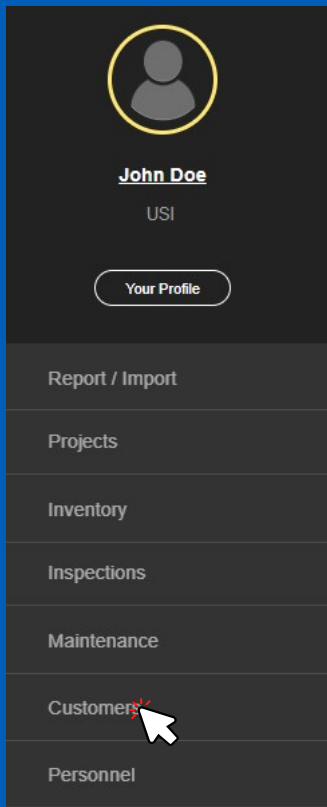 John Doe
USI
Your Profile
Report / Import
Projects
Inventory
Inspections
Maintenance
Customers
Personnel